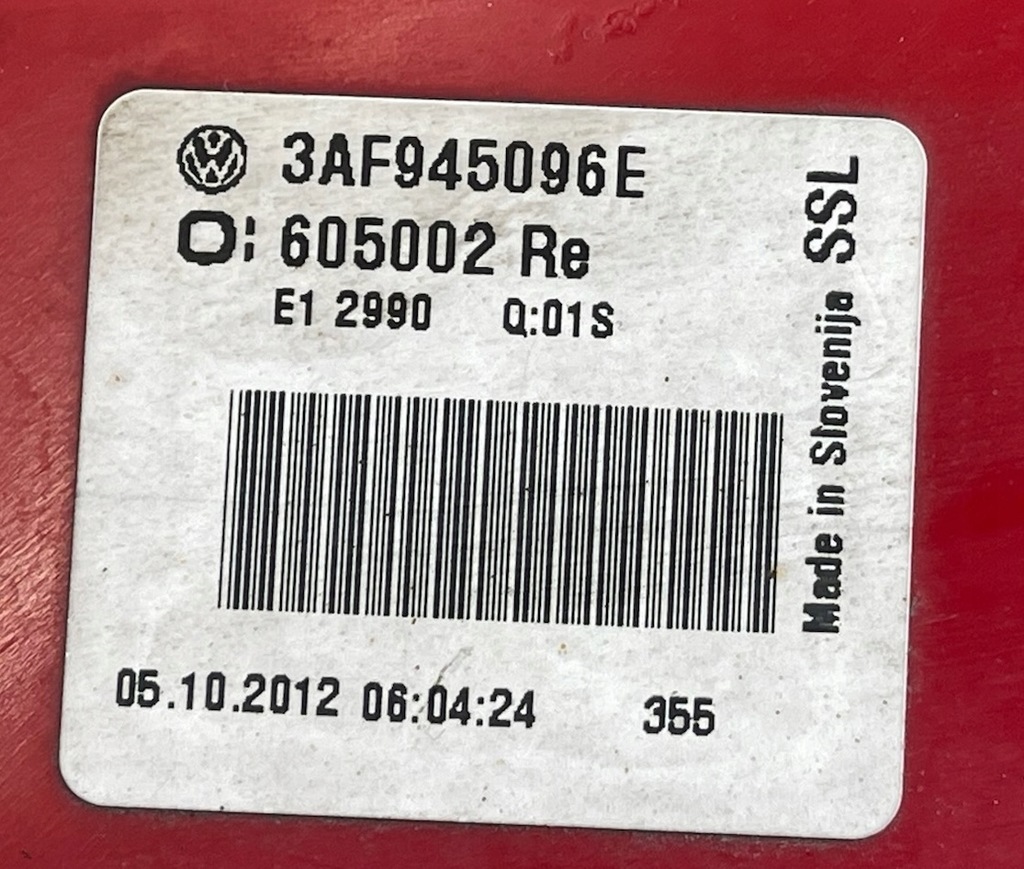 3AF945096E
O: 605002 Re
E1 2990 Q:01S
05.10.2012 06:04:24 355
Made in Slovenija SSL